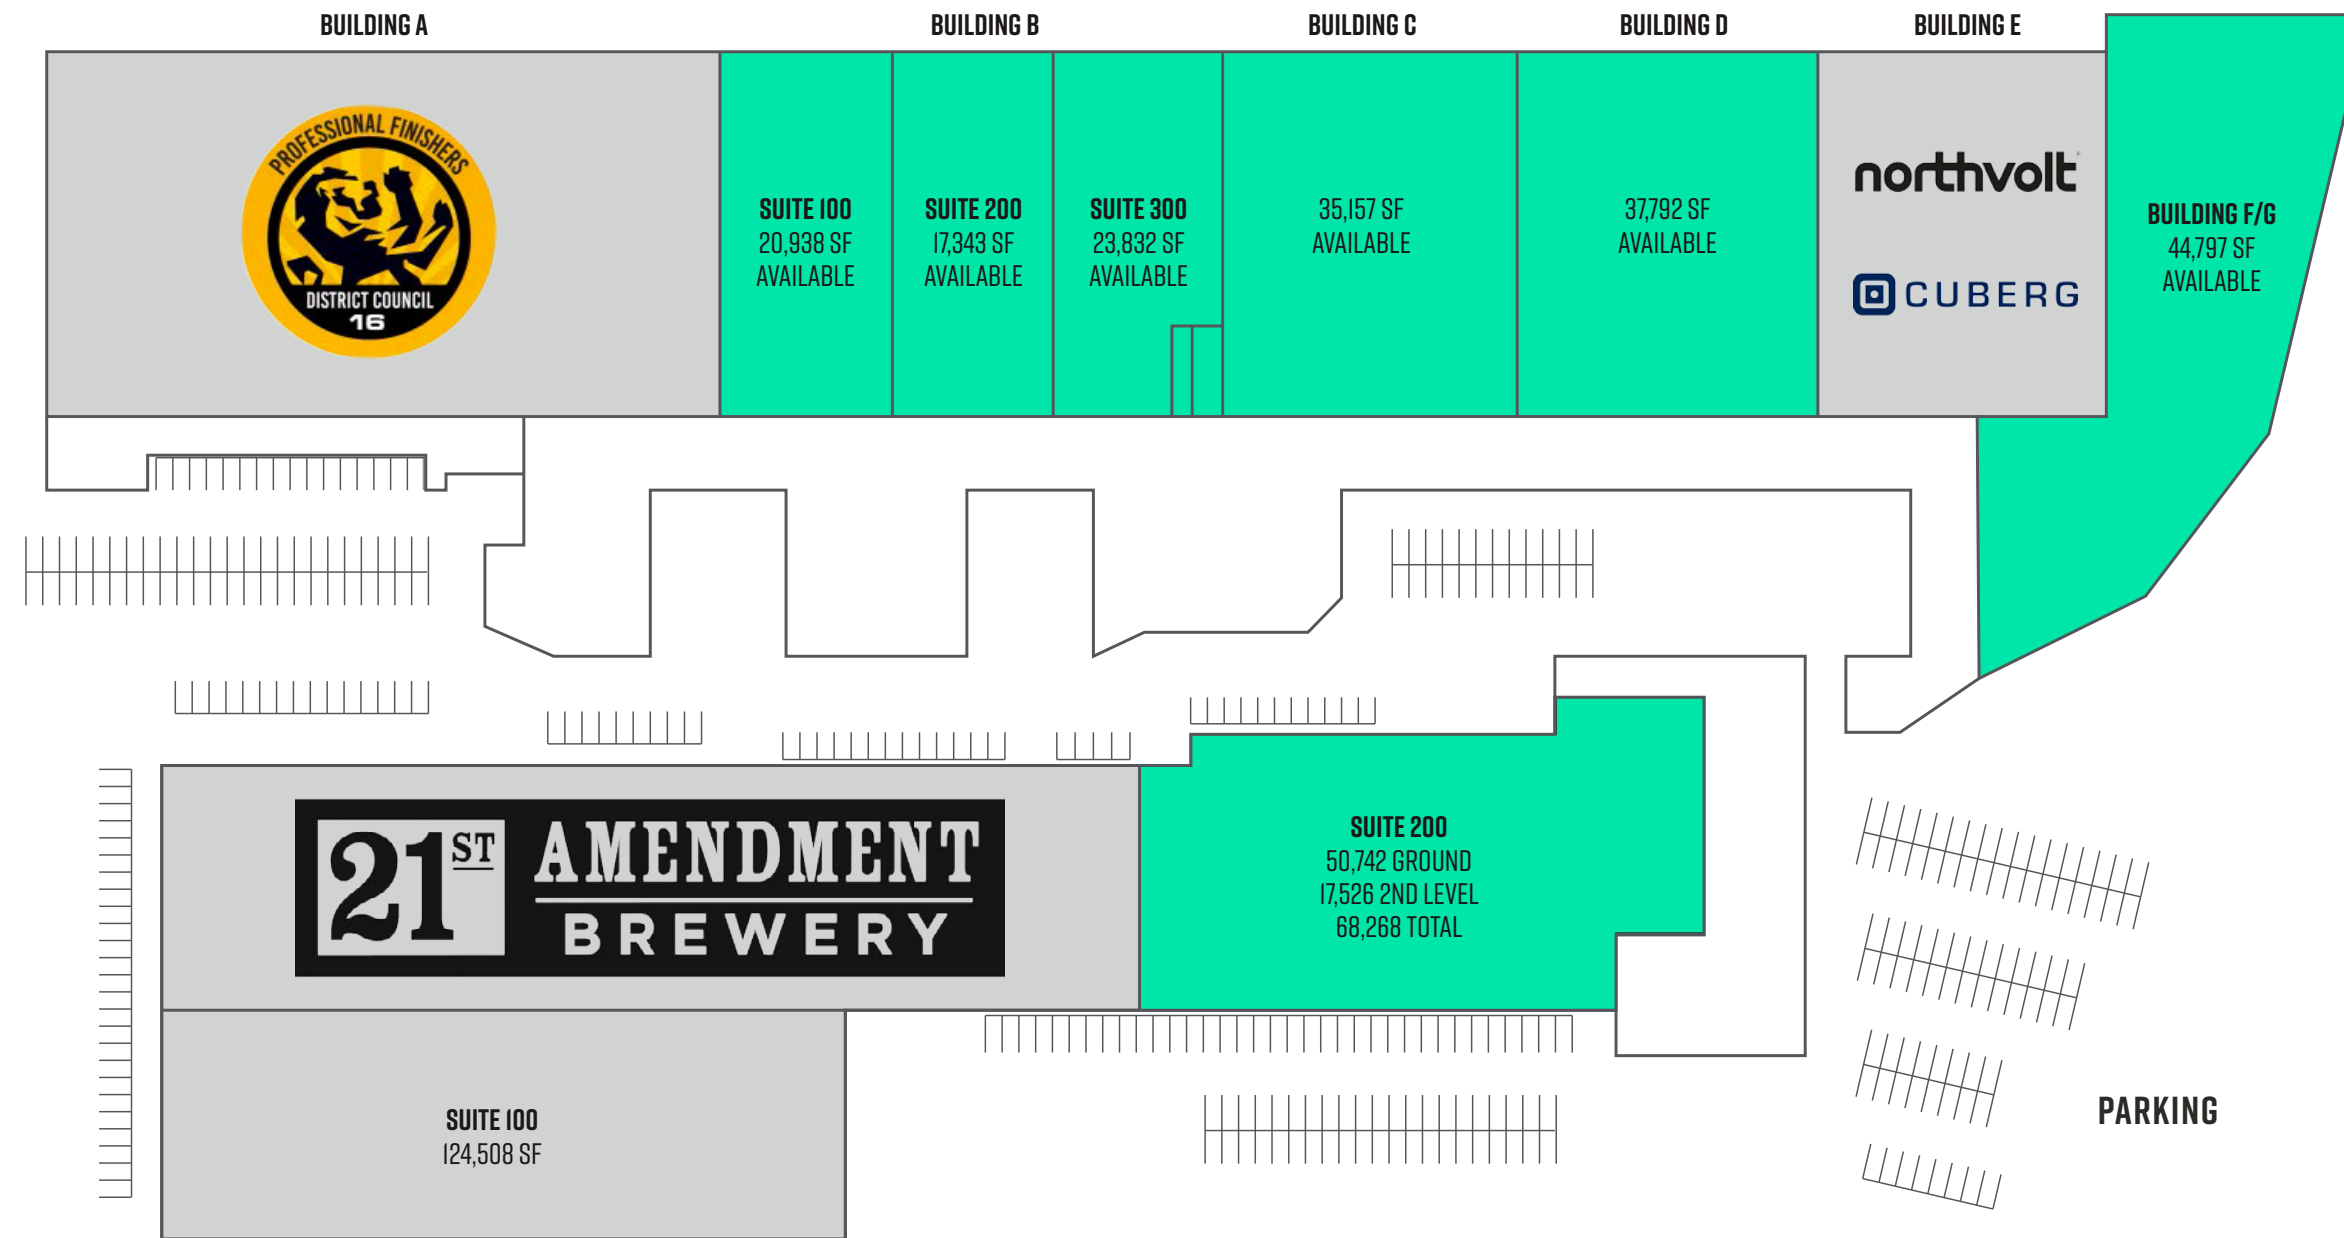 BUILDING A
BUILDING B
BUILDING C
BUILDING D
BUILDING E
PROFESSIONAL FINISHERS
DISTRICT COUNCIL
16
SUITE 100
20,938 SF
AVAILABLE
SUITE 200
17,343 SF
AVAILABLE
SUITE 300
23,832 SF
AVAILABLE
35,157 SF
AVAILABLE
37,792 SF
AVAILABLE
northvolt
CUBERG
BUILDING F/G
44,797 SF
AVAILABLE
21ST
AMENDMENT
BREWERY
SUITE 200
50,742 GROUND
17,526 2ND LEVEL
68,268 TOTAL
SUITE 100
124,508 SF
PARKING